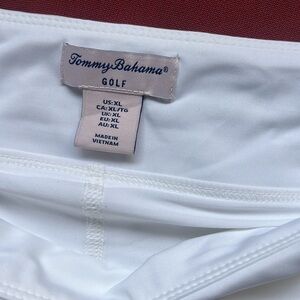 Tommy Bahama®
GOLF
US: XL
CA: XL/TG
UK: XL
EU: XL
AU: XL
MADE IN
VIETNAM